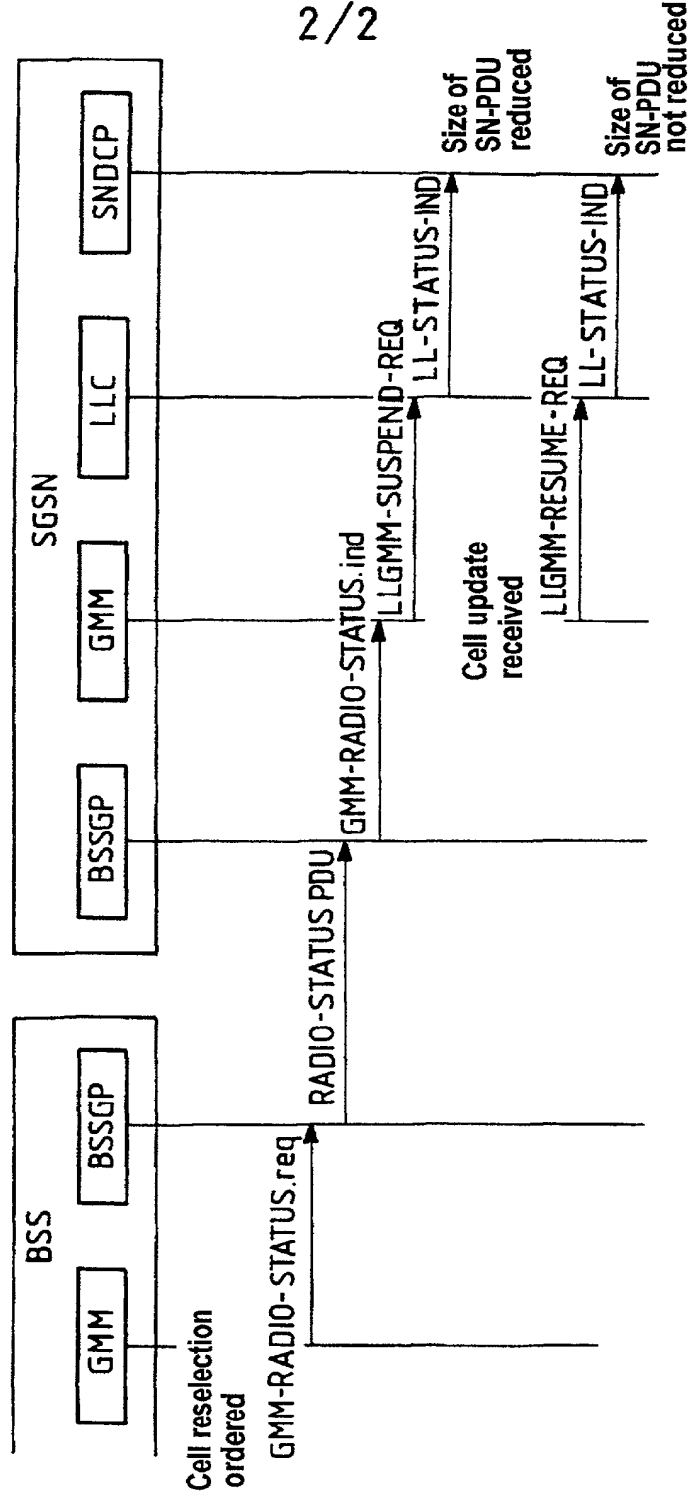 2/2
BSS
SGSN
GMM
BSSGP
BSSGP
GMM
LLC
SNDCP
Cell reselection
ordered
GMM-RADIO-STATUS.req
RADIO-STATUS PDU
GMM-RADIO-STATUS.ind
LLGMM-SUSPEND-REQ
LL-STATUS-IND
Size of
SN-PDU
reduced
Cell update
received
LLGMM-RESUME-REQ
LL-STATUS-IND
Size of
SN-PDU
not reduced